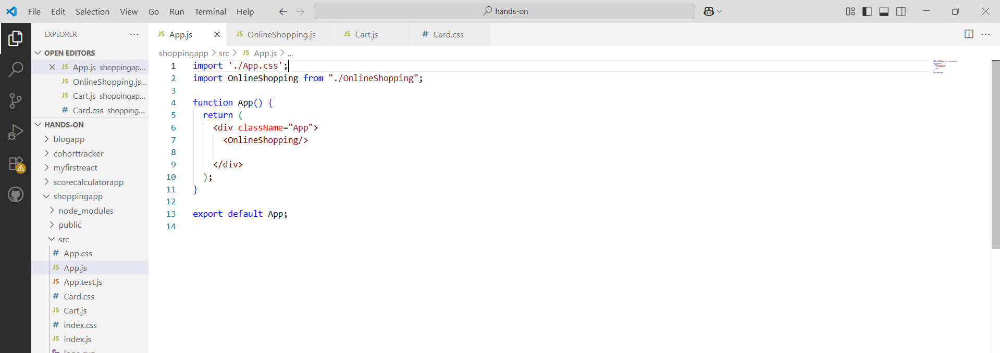 File Edit Selection View Go Run Terminal Help hands-on
EXPLORER
OPEN EDITORS
JS App.js shoppingap...
JS OnlineShopping.js...
JS Cart.js shoppingap...
# Card.css shopping...
HANDS-ON
blogapp
cohorttracker
myfirstreact
scorecalculatorapp
shoppingapp
node_modules
public
src
# App.css
JS App.js
JS App.test.js
# Card.css
JS Cart.js
# index.css
JS index.js
JS App.js JS OnlineShopping.js JS Cart.js # Card.css
shoppingapp > src > JS App.js > ...
1 import './App.css';
2 import OnlineShopping from "./OnlineShopping";
3
4 function App() {
5 return (
6 <div className="App">
7 <OnlineShopping/>
8
9 </div>
10 );
11 }
12
13 export default App;
14